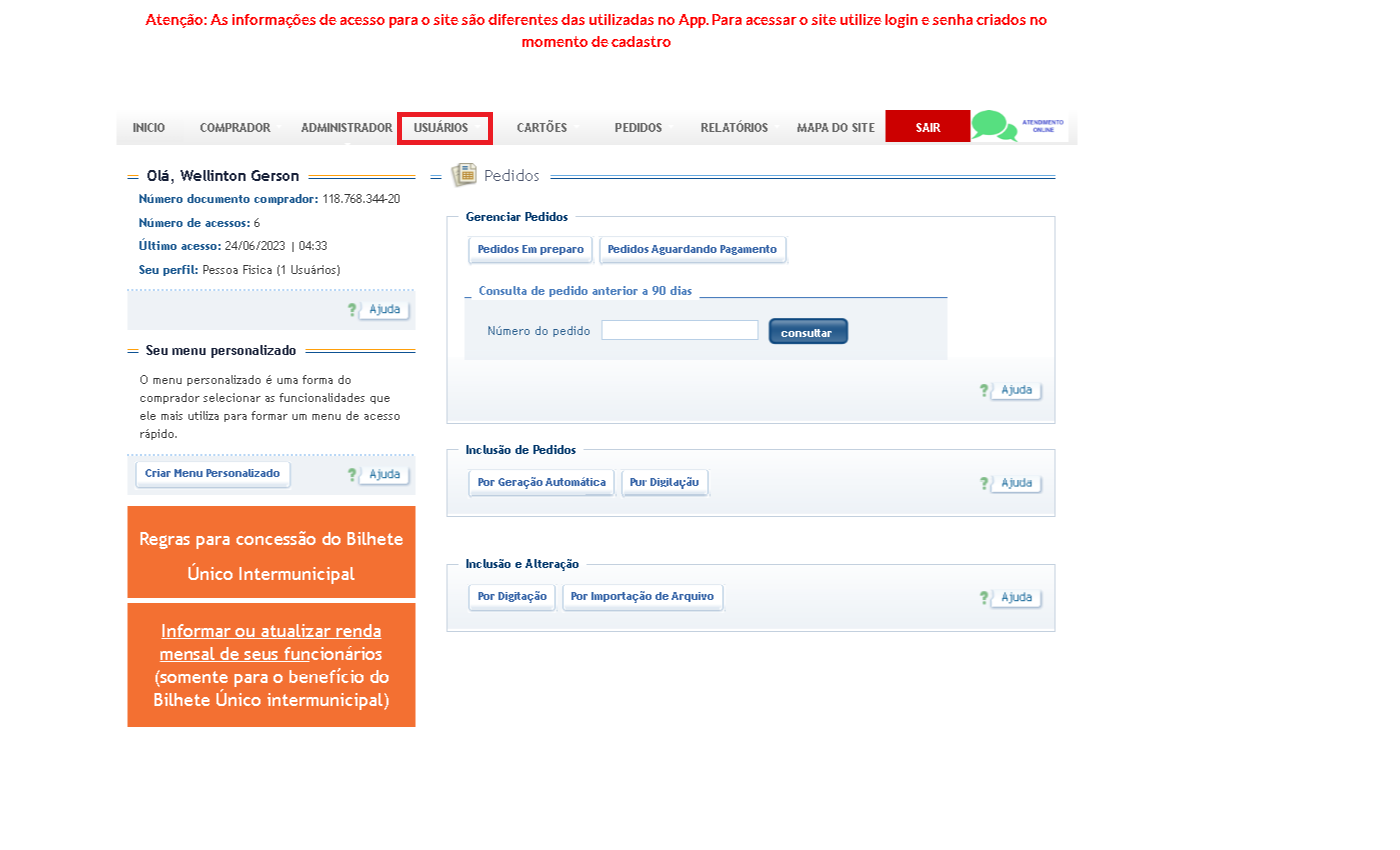 Atenção: As informações de acesso para o site são diferentes das utilizadas no App. Para acessar o site utilize login e senha criados no
momento de cadastro
INICIO COMPRADOR ADMINISTRADOR USUÁRIOS CARTÕES PEDIDOS RELATÓRIOS MAPA DO SITE SAIR ATENDIMENTO
ONLINE
Olá, Wellinton Gerson
Número documento comprador: 118.768.344-20
Número de acessos: 6
Último acesso: 24/06/2023 | 04:33
Seu perfil: Pessoa Fisica (1 Usuários)
? Ajuda
Seu menu personalizado
O menu personalizado é uma forma do
comprador selecionar as funcionalidades que
ele mais utiliza para formar um menu de acesso
rápido.
Criar Menu Personalizado ? Ajuda
Regras para concessão do Bilhete
Único Intermunicipal
Informar ou atualizar renda
mensal de seus funcionários
(somente para o benefício do
Bilhete Único intermunicipal)
Pedidos
Gerenciar Pedidos
Pedidos Em preparo Pedidos Aguardando Pagamento
Consulta de pedido anterior a 90 dias
Número do pedido consultar
? Ajuda
Inclusão de Pedidos
Por Geração Automática Por Digitação ? Ajuda
Inclusão e Alteração
Por Digitação Por Importação de Arquivo ? Ajuda